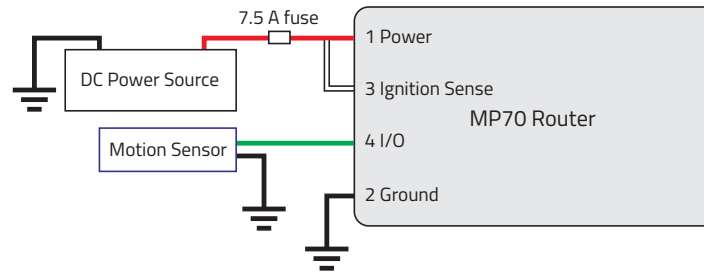 7.5 A fuse
1 Power
DC Power Source
3 Ignition Sense
MP70 Router
4 I/O
Motion Sensor
2 Ground